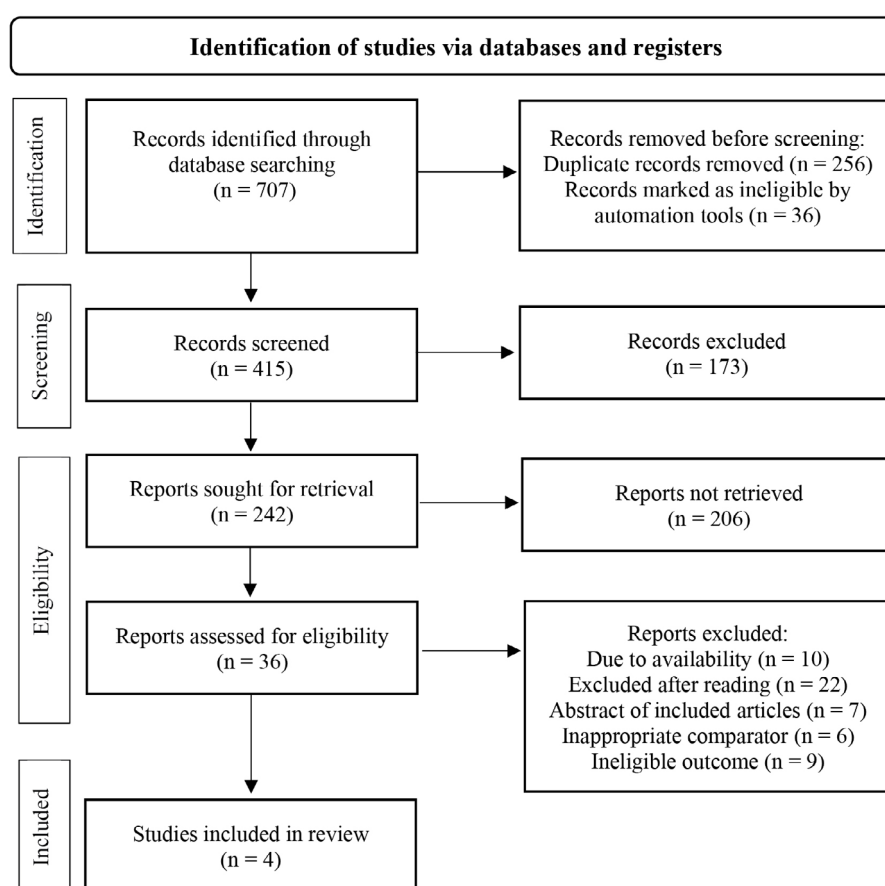 Identification of studies via databases and registers
Identification
Records identified through
database searching
(n = 707)
Records removed before screening:
Duplicate records removed (n = 256)
Records marked as ineligible by
automation tools (n = 36)
Screening
Records screened
(n = 415)
Records excluded
(n = 173)
Eligibility
Reports sought for retrieval
(n = 242)
Reports not retrieved
(n = 206)
Reports assessed for eligibility
(n = 36)
Reports excluded:
Due to availability (n = 10)
Excluded after reading (n = 22)
Abstract of included articles (n = 7)
Inappropriate comparator (n = 6)
Ineligible outcome (n = 9)
Included
Studies included in review
(n = 4)